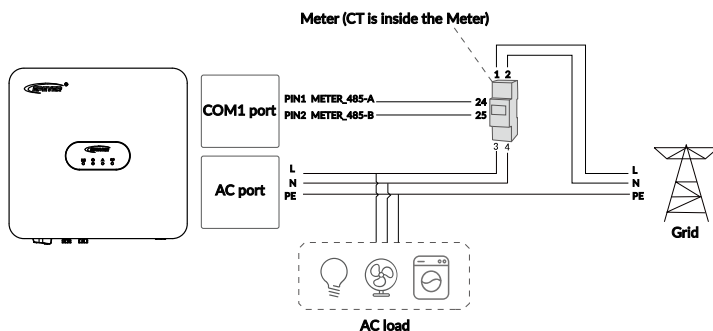 Meter (CT is inside the Meter)
1 2
COM1 port
PIN1 METER_485-A
PIN2 METER_485-B
24
25
3 4
AC port
L
N
PE
L
N
PE
Grid
AC load